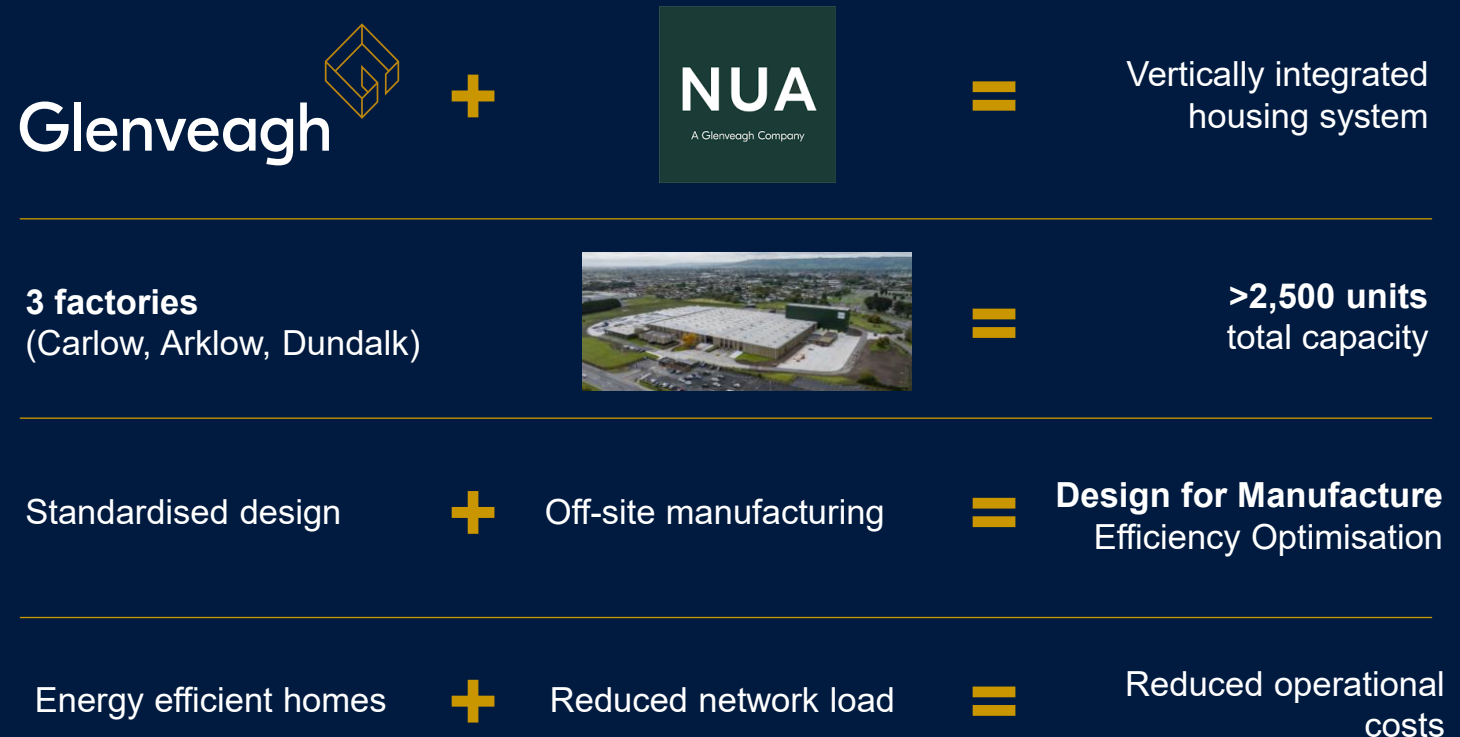 Glenveagh
+
NUA
A Glenveagh Company
=
Vertically integrated
housing system
3 factories
(Carlow, Arklow, Dundalk)
=
>2,500 units
total capacity
Standardised design
+
Off-site manufacturing
=
Design for Manufacture
Efficiency Optimisation
Energy efficient homes
+
Reduced network load
=
Reduced operational
costs